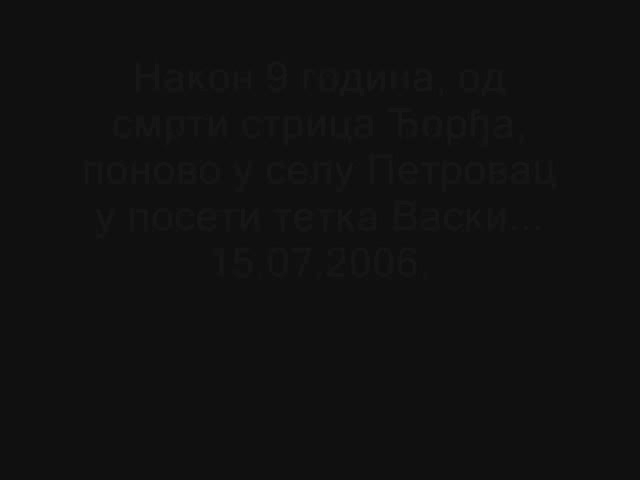 Након 9 година, од
смрти стрица Ђорђа,
поново у селу Петровац
у посети тетка Васки...
15.07.2006.